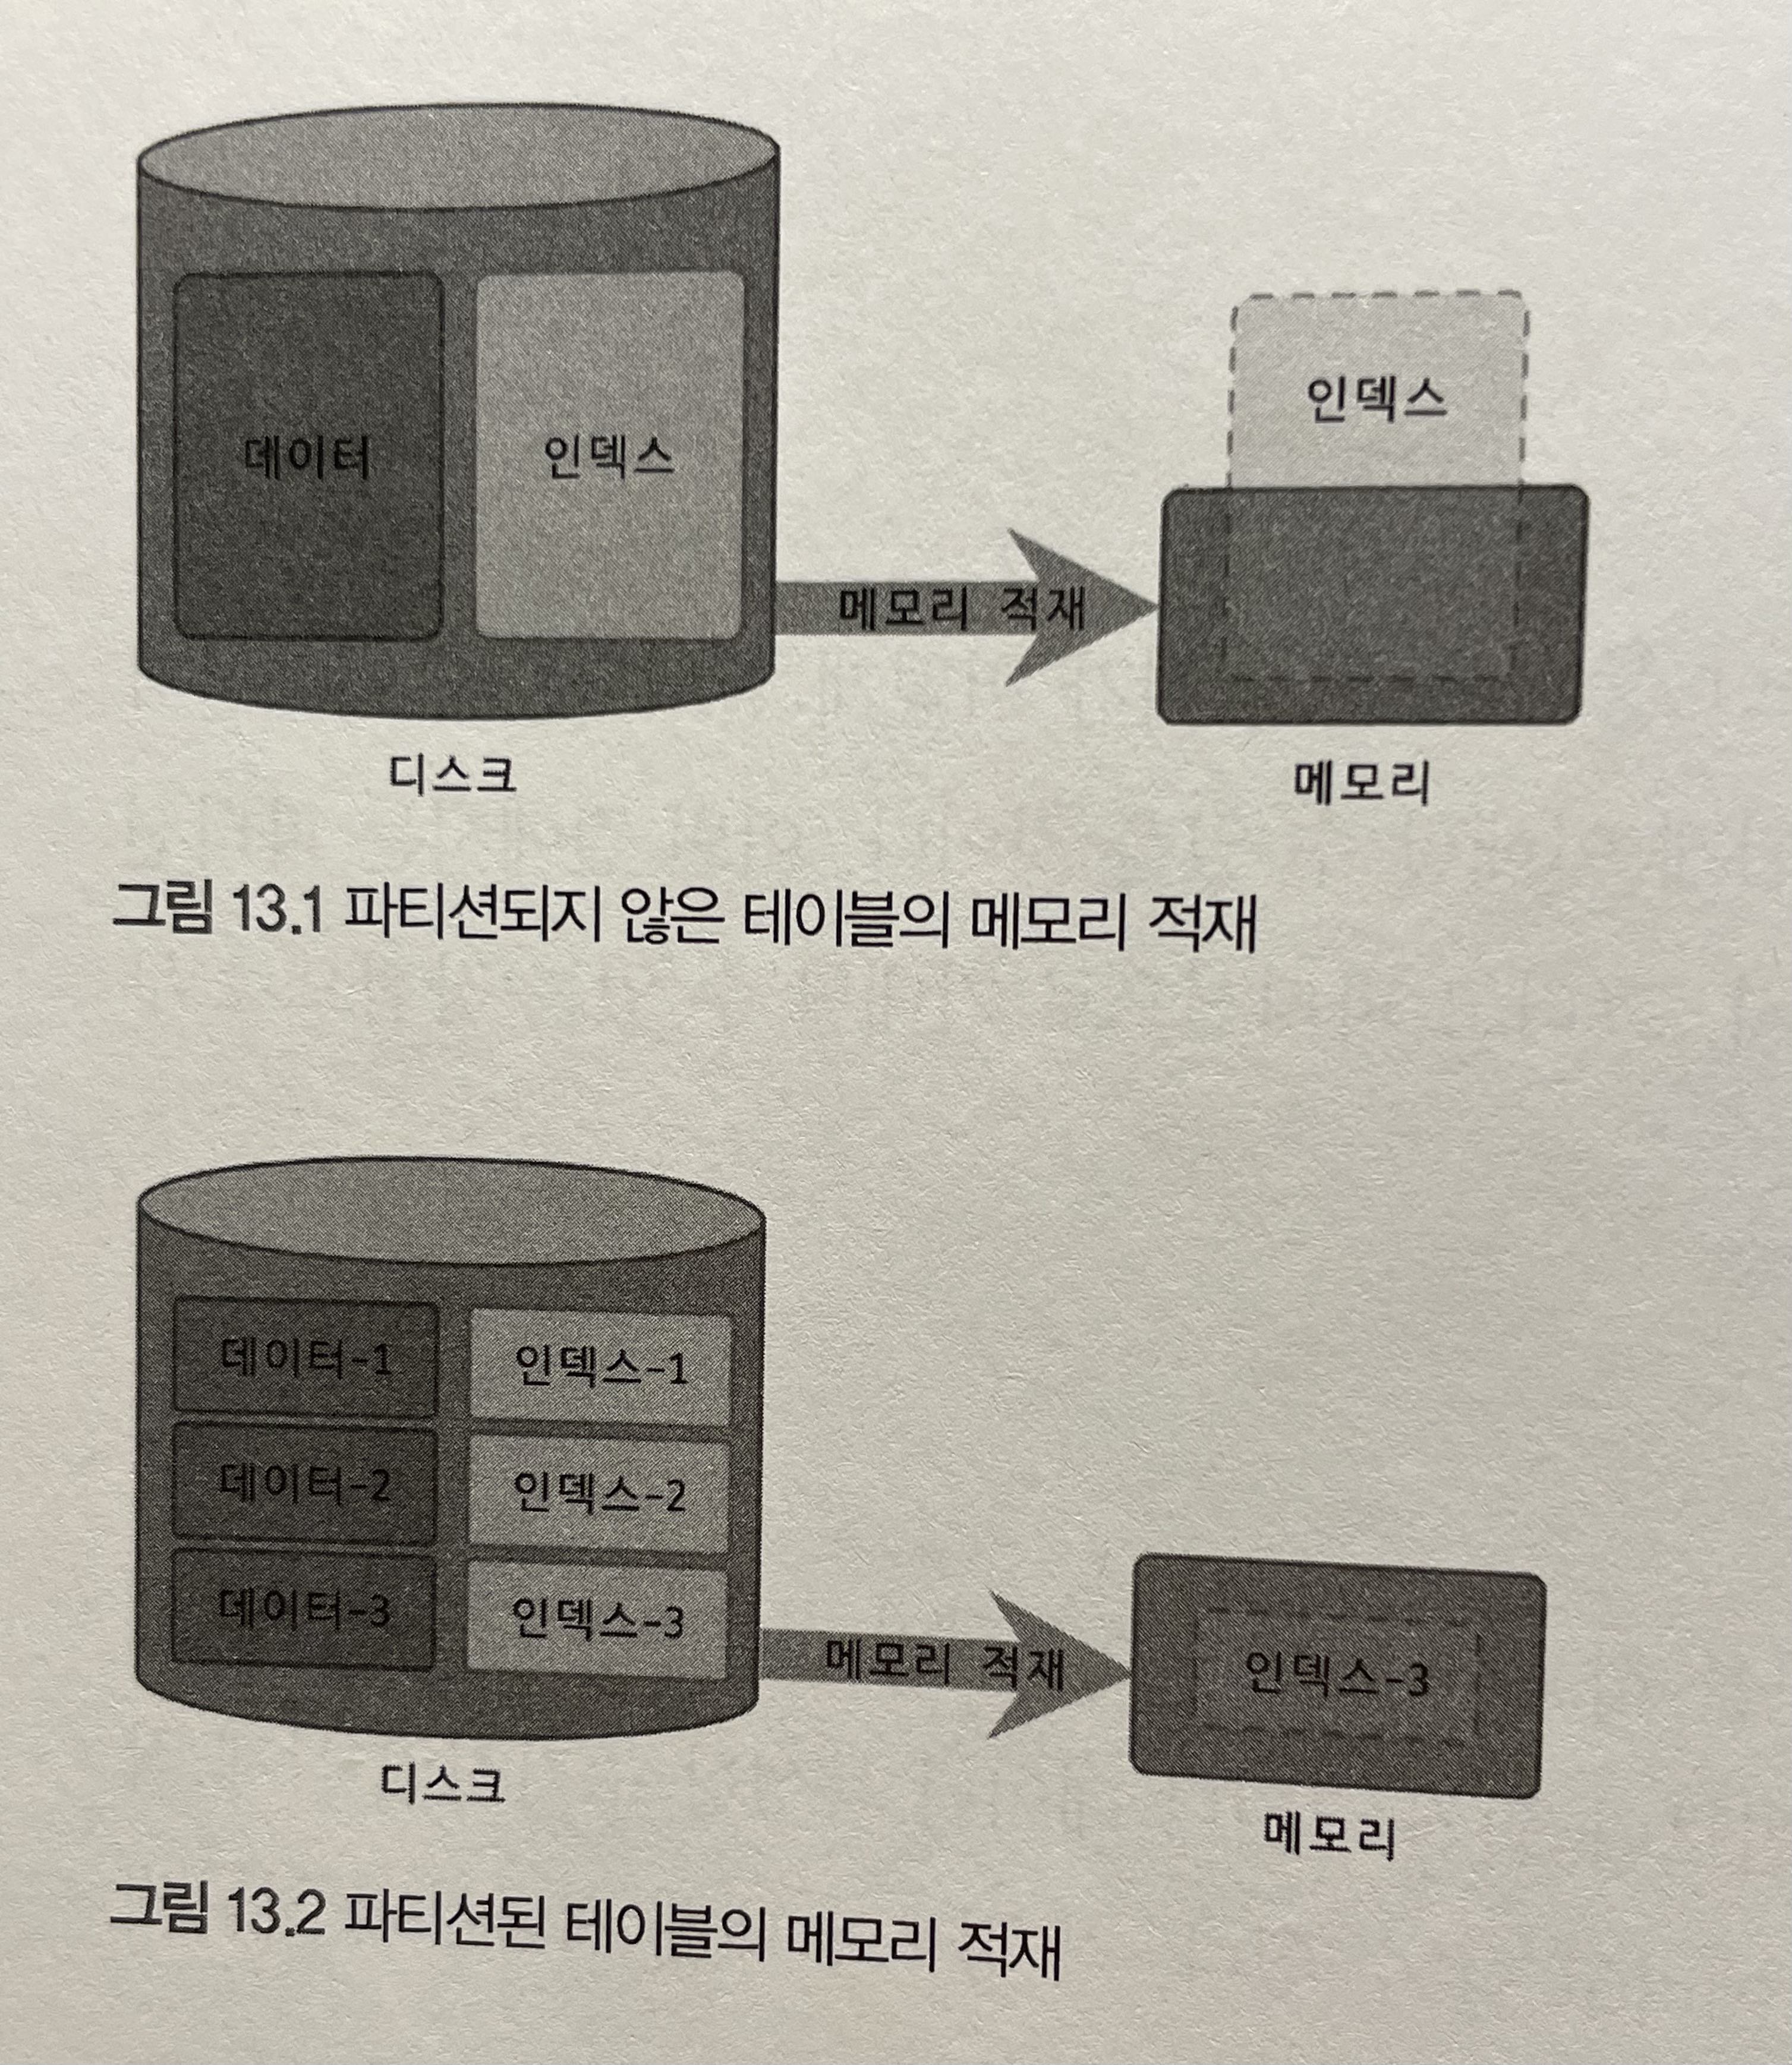 데이터
인덱스
인덱스
메모리 적재
디스크
메모리
그림 13.1 파티션되지 않은 테이블의 메모리 적재
데이터-1
인덱스-1
데이터-2
인덱스-2
데이터-3
인덱스-3
메모리 적재
인덱스-3
디스크
메모리
그림 13.2 파티션된 테이블의 메모리 적재